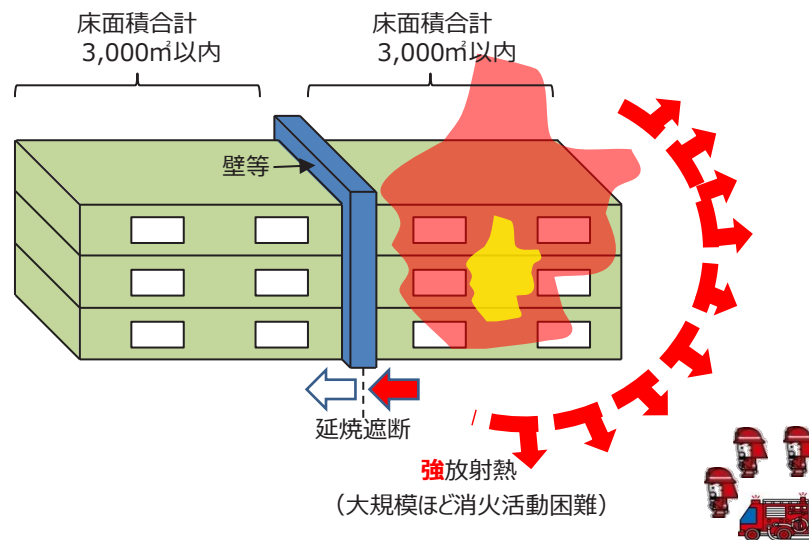 床面積合計
3,000㎡以内
床面積合計
3,000㎡以内
壁等
延焼遮断
強放射熱
（大規模ほど消火活動困難）